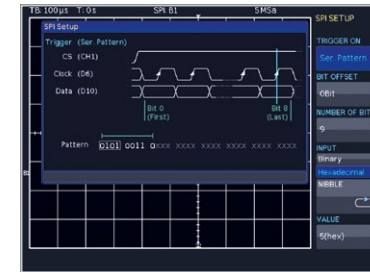 TB:100µs T:0s SPI B1 5MSa
SPI Setup
Trigger (Ser. Pattern)
CS (CH1)
Clock (D6)
Data (D10)
Bit 0 Bit 8
(First) (Last)
Pattern 0101 0011 0xxx xxxx xxxx xxxx xxxx xxxx
SPI SETUP
TRIGGER ON
Ser. Pattern
BIT OFFSET
0Bit
NUMBER OF BIT
9
INPUT
Binary
Hexadecimal
NIBBLE
VALUE
5(hex)